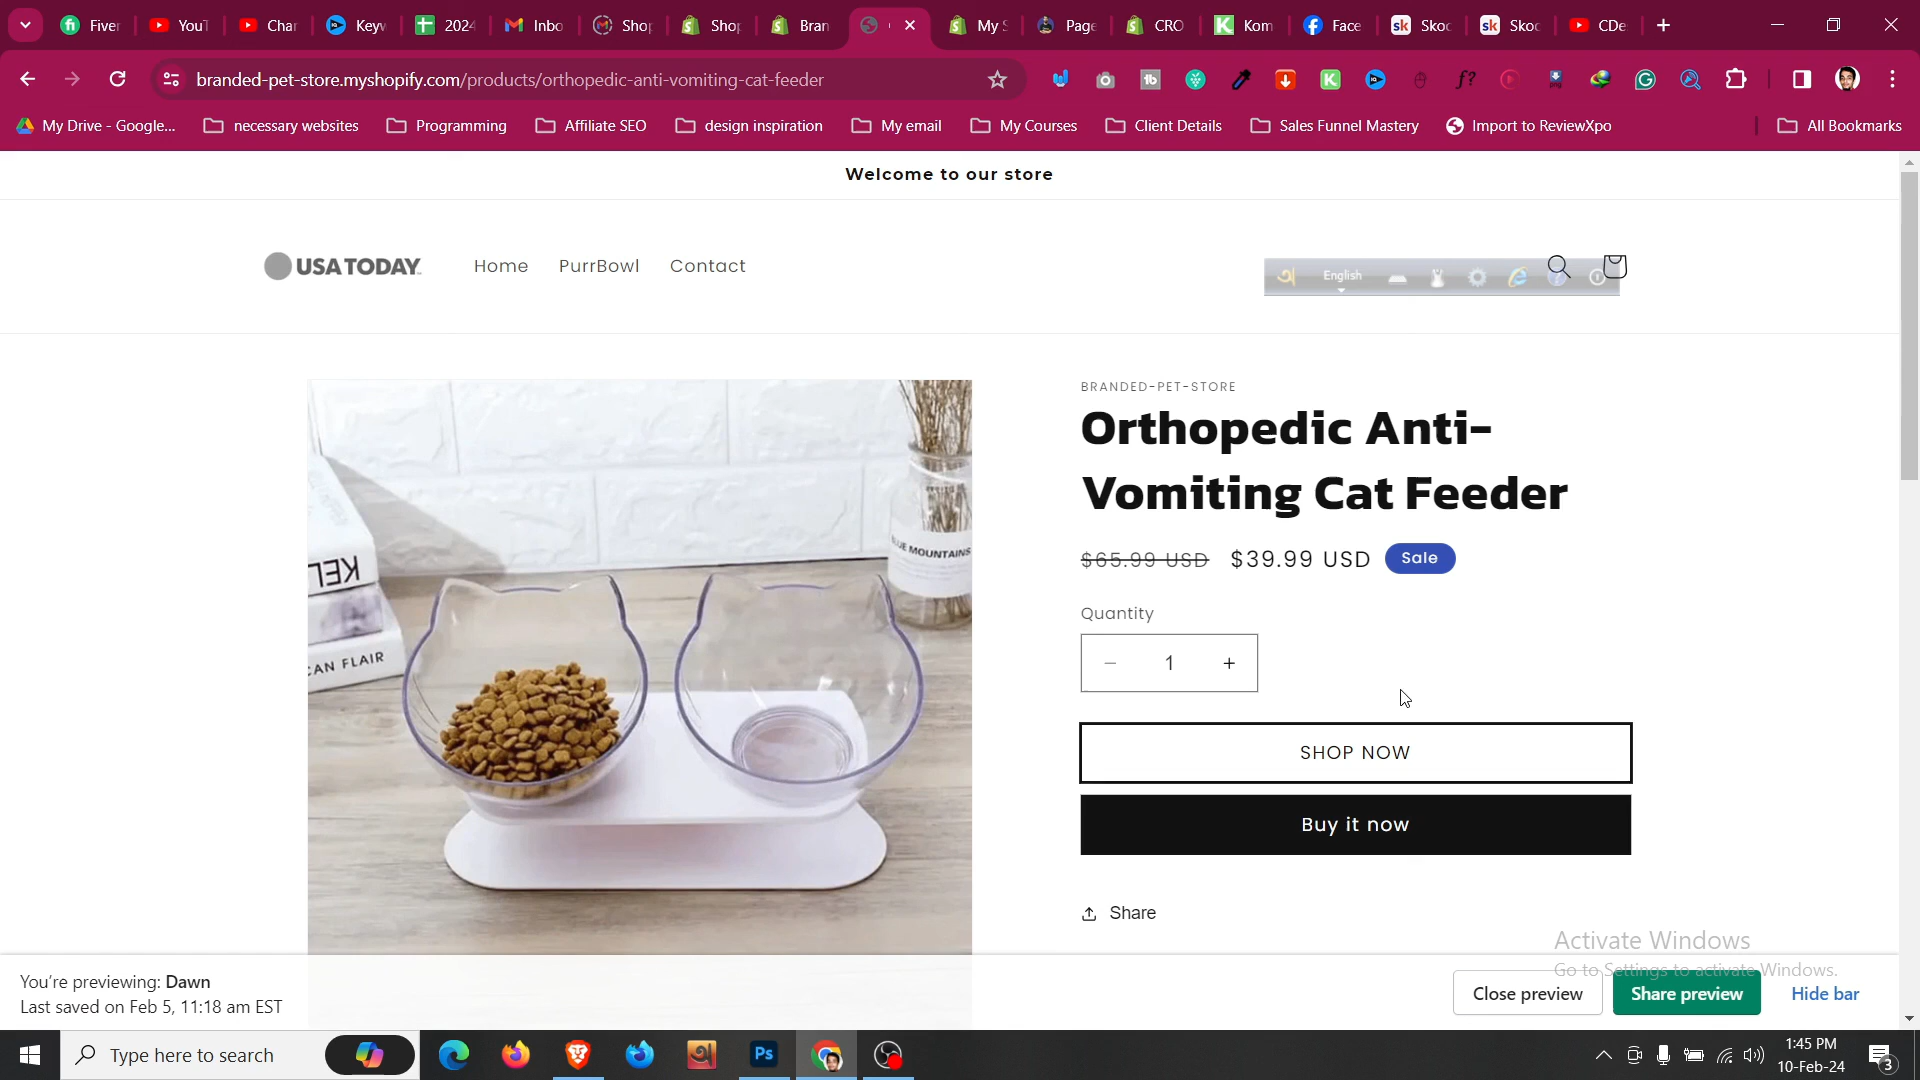 Fiver
YouT
Char
Keyw
2024
Inbo
Shop
Shop
Bran
My S
Page
CRO
Kom
Face
Skoo
Skoo
CDe
branded-pet-store.myshopify.com/products/orthopedic-anti-vomiting-cat-feeder
My Drive - Google...
necessary websites
Programming
Affiliate SEO
design inspiration
My email
My Courses
Client Details
Sales Funnel Mastery
Import to ReviewXpo
All Bookmarks
Welcome to our store
USA TODAY
Home
PurrBowl
Contact
English
BRANDED-PET-STORE
Orthopedic Anti-
Vomiting Cat Feeder
$65.99 USD $39.99 USD Sale
Quantity
− 1 +
SHOP NOW
Buy it now
Share
BLUE MOUNTAINS
CAN FLAIR
Activate Windows
Go to Settings to activate Windows.
You're previewing: Dawn
Last saved on Feb 5, 11:18 am EST
Close preview
Share preview
Hide bar
Type here to search
Ps
1:45 PM
10-Feb-24
3